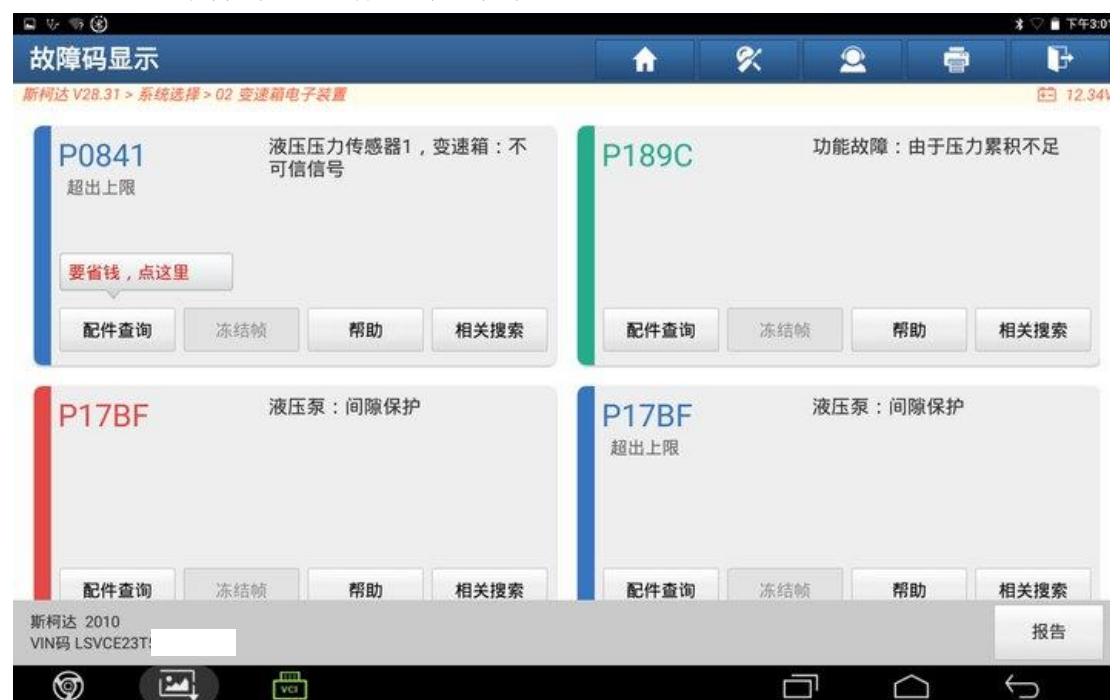 下午3:01
故障码显示
斯柯达 V28.31 > 系统选择 > 02 变速箱电子装置
12.34V
P0841
超出上限
液压压力传感器1，变速箱：不
可信信号
要省钱，点这里
配件查询 冻结帧 帮助 相关搜索
P189C
功能故障：由于压力累积不足
配件查询 冻结帧 帮助 相关搜索
P17BF
液压泵：间隙保护
配件查询 冻结帧 帮助 相关搜索
P17BF
超出上限
液压泵：间隙保护
配件查询 冻结帧 帮助 相关搜索
斯柯达 2010
VIN码 LSVCE23T
报告
VCI